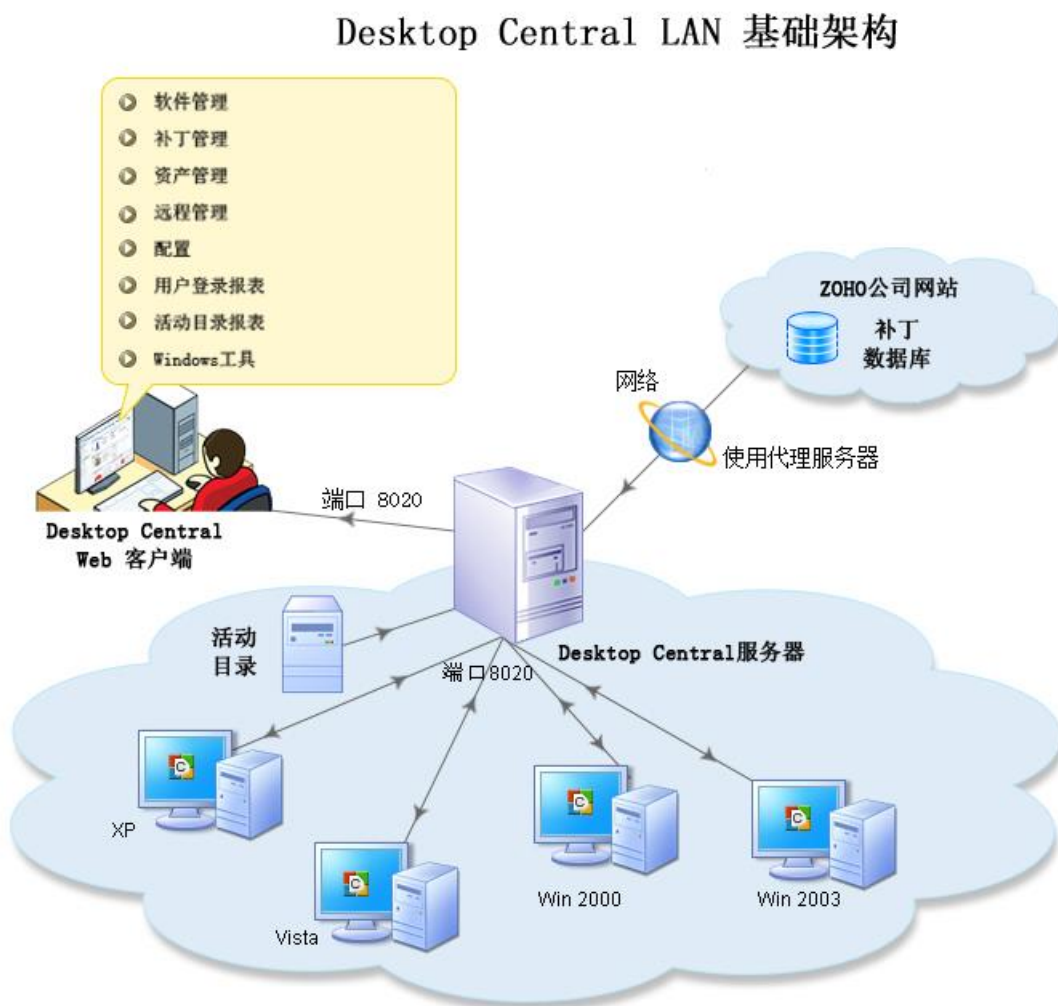 Desktop Central LAN 基础架构
软件管理
补丁管理
资产管理
远程管理
配置
用户登录报表
活动目录报表
Windows工具
ZOHO公司网站
补丁
数据库
网络
使用代理服务器
端口 8020
Desktop Central
Web 客户端
活动
目录
Desktop Central服务器
端口8020
XP
Vista
Win 2000
Win 2003